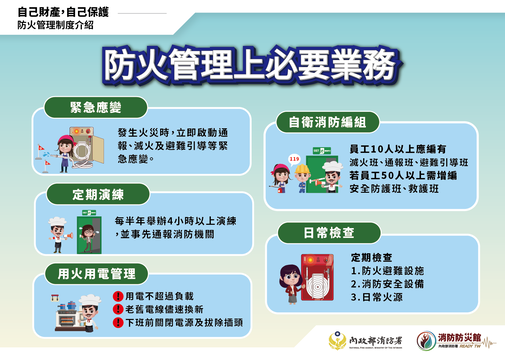 自己財產，自己保護
防火管理制度介紹
防火管理上必要業務
緊急應變
發生火災時，立即啟動通
報、滅火及避難引導等緊
急應變。
定期演練
每半年舉辦4小時以上演練
，並事先通報消防機關
用火用電管理
用電不超過負載
老舊電線儘速換新
下班前關閉電源及拔除插頭
自衛消防編組
119
員工10人以上應編有
滅火班、通報班、避難引導班
若員工50人以上需增編
安全防護班、救護班
日常檢查
定期檢查
1.防火避難設施
2.消防安全設備
3.日常火源
內政部消防署
消防防災館
內政部消防署 READY TW